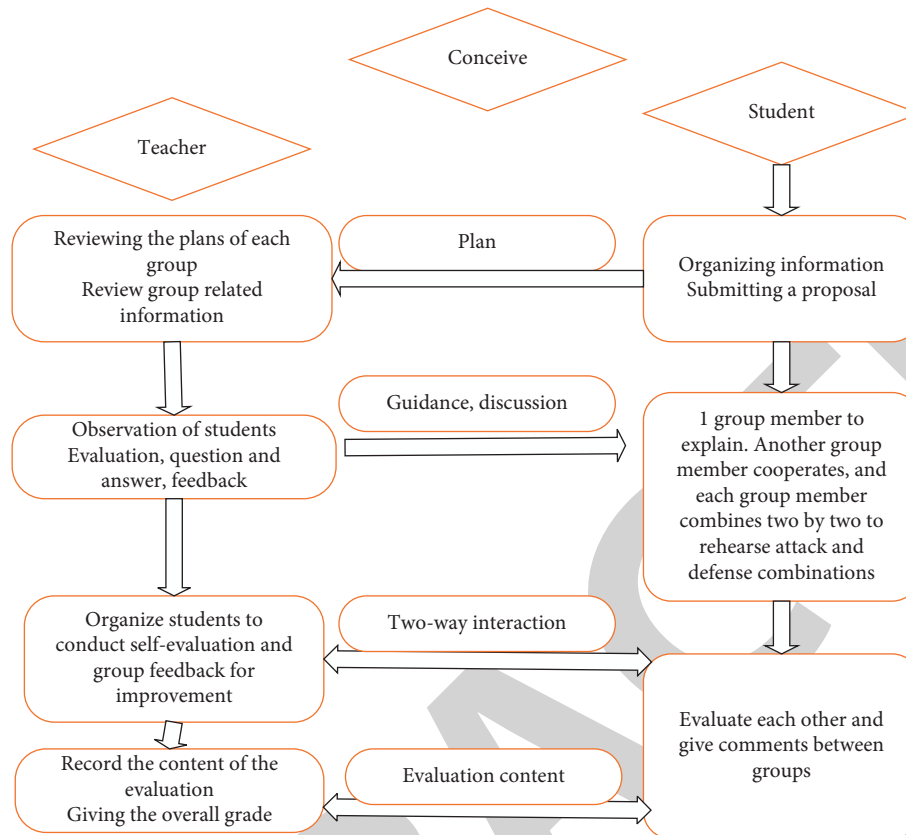 Conceive
Student
Teacher
Reviewing the plans of each
group
Review group related
information
Plan
Organizing information
Submitting a proposal
Observation of students
Evaluation, question and
answer, feedback
Guidance, discussion
1 group member to
explain. Another group
member cooperates, and
each group member
combines two by two to
rehearse attack and
defense combinations
Organize students to
conduct self-evaluation and
group feedback for
improvement
Two-way interaction
Evaluate each other and
give comments between
groups
Record the content of the
evaluation
Giving the overall grade
Evaluation content